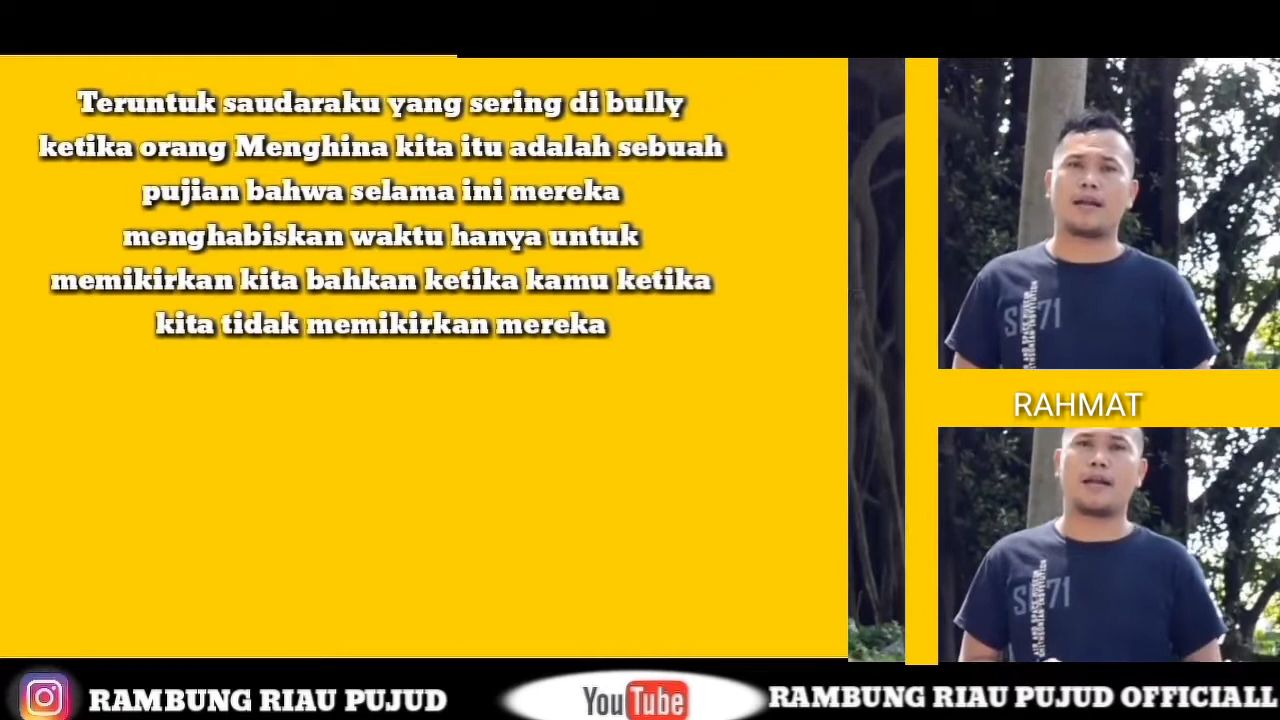 Teruntuk saudaraku yang sering di bully
ketika orang Menghina kita itu adalah sebuah
pujian bahwa selama ini mereka
menghabiskan waktu hanya untuk
memikirkan kita bahkan ketika kamu ketika
kita tidak memikirkan mereka
RAHMAT
RAMBUNG RIAU PUJUD
YouTube
RAMBUNG RIAU PUJUD OFFICIALL